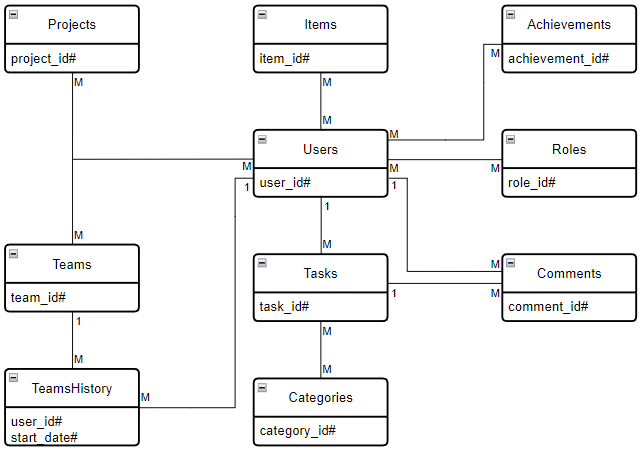 Projects
project_id#
Items
item_id#
Achievements
achievement_id#
M
M
M
M
M
Users
user_id#
Roles
role_id#
M
M
M
1
1
1
M
M
M
Teams
team_id#
Tasks
task_id#
Comments
comment_id#
1
M
1
M
M
M
TeamsHistory
user_id#
start_date#
M
Categories
category_id#